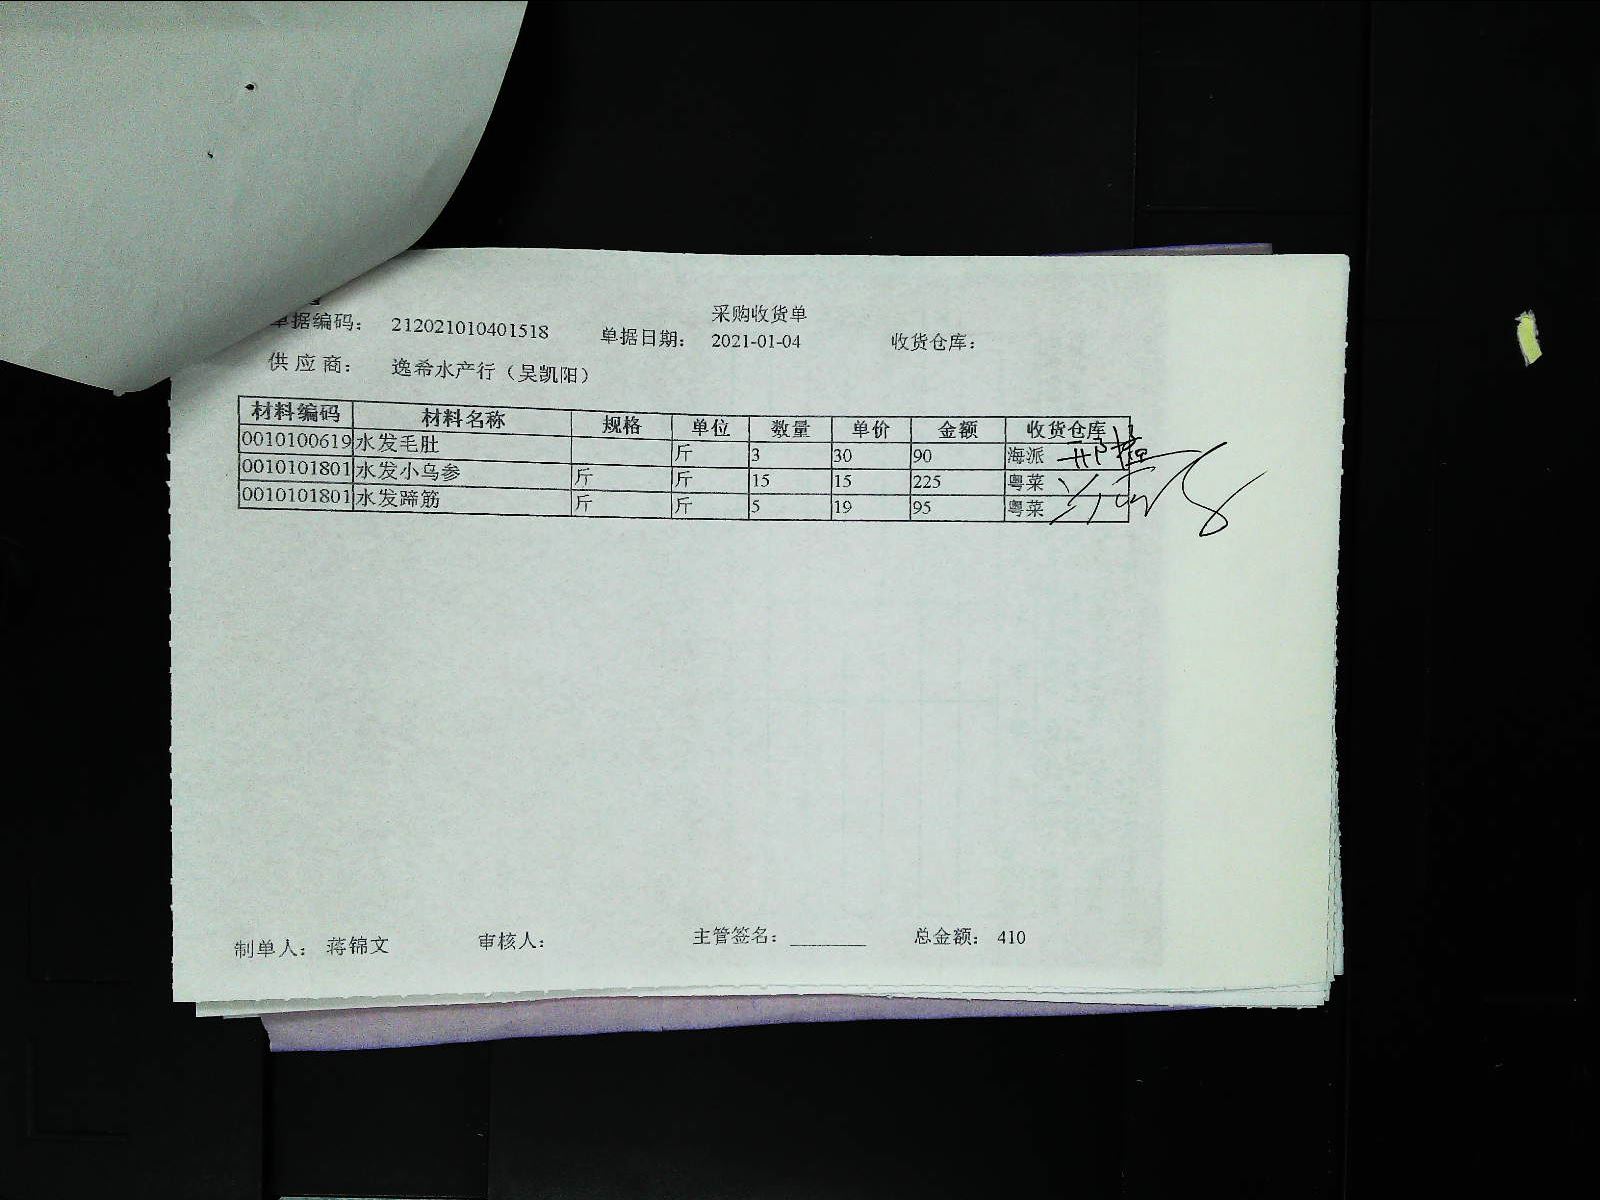 采购收货单
单据编码： 212021010401518 单据日期： 2021-01-04 收货仓库：
供 应 商： 逸希水产行（吴凯阳）
材料编码 材料名称 规格 单位 数量 单价 金额 收货仓库
0010100619 水发毛肚 斤 3 30 90 海派
0010101801 水发小乌参 斤 斤 15 15 225 粤菜
0010101801 水发蹄筋 斤 斤 5 19 95 粤菜
制单人： 蒋锦文 审核人： 主管签名：________ 总金额： 410